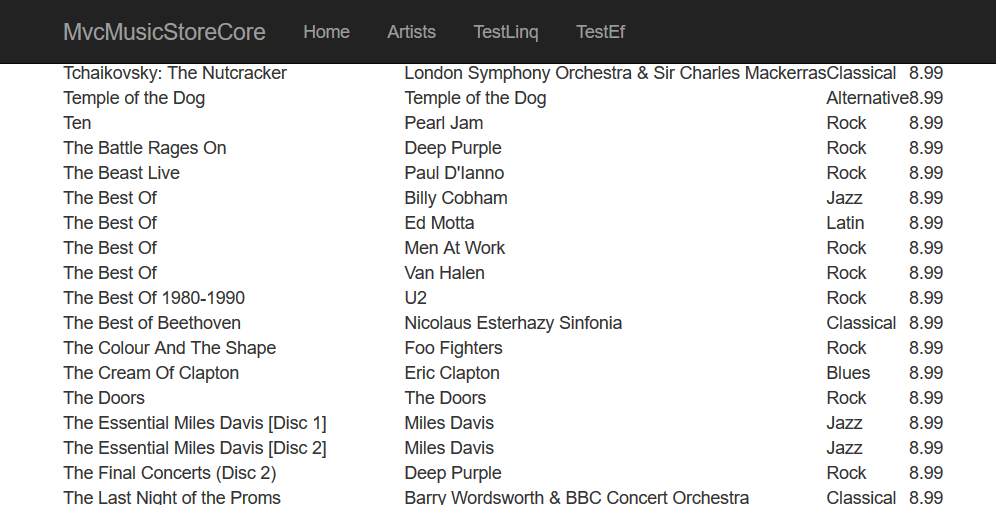 MvcMusicStoreCore Home Artists TestLinq TestEf
Tchaikovsky: The Nutcracker London Symphony Orchestra & Sir Charles Mackerras Classical 8.99
Temple of the Dog Temple of the Dog Alternative 8.99
Ten Pearl Jam Rock 8.99
The Battle Rages On Deep Purple Rock 8.99
The Beast Live Paul D'Ianno Rock 8.99
The Best Of Billy Cobham Jazz 8.99
The Best Of Ed Motta Latin 8.99
The Best Of Men At Work Rock 8.99
The Best Of Van Halen Rock 8.99
The Best Of 1980-1990 U2 Rock 8.99
The Best of Beethoven Nicolaus Esterhazy Sinfonia Classical 8.99
The Colour And The Shape Foo Fighters Rock 8.99
The Cream Of Clapton Eric Clapton Blues 8.99
The Doors The Doors Rock 8.99
The Essential Miles Davis [Disc 1] Miles Davis Jazz 8.99
The Essential Miles Davis [Disc 2] Miles Davis Jazz 8.99
The Final Concerts (Disc 2) Deep Purple Rock 8.99
The Last Night of the Proms Barry Wordsworth & BBC Concert Orchestra Classical 8.99